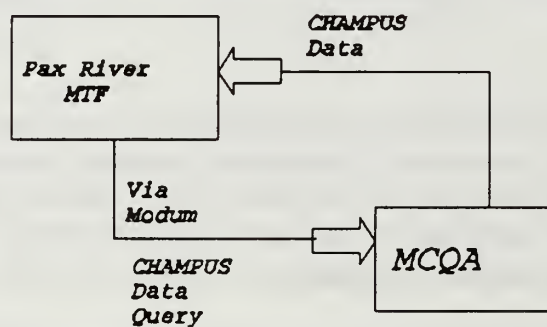 CHAMPUS
Data
Pax River
MTF
Via
Modum
MCQA
CHAMPUS
Data
Query